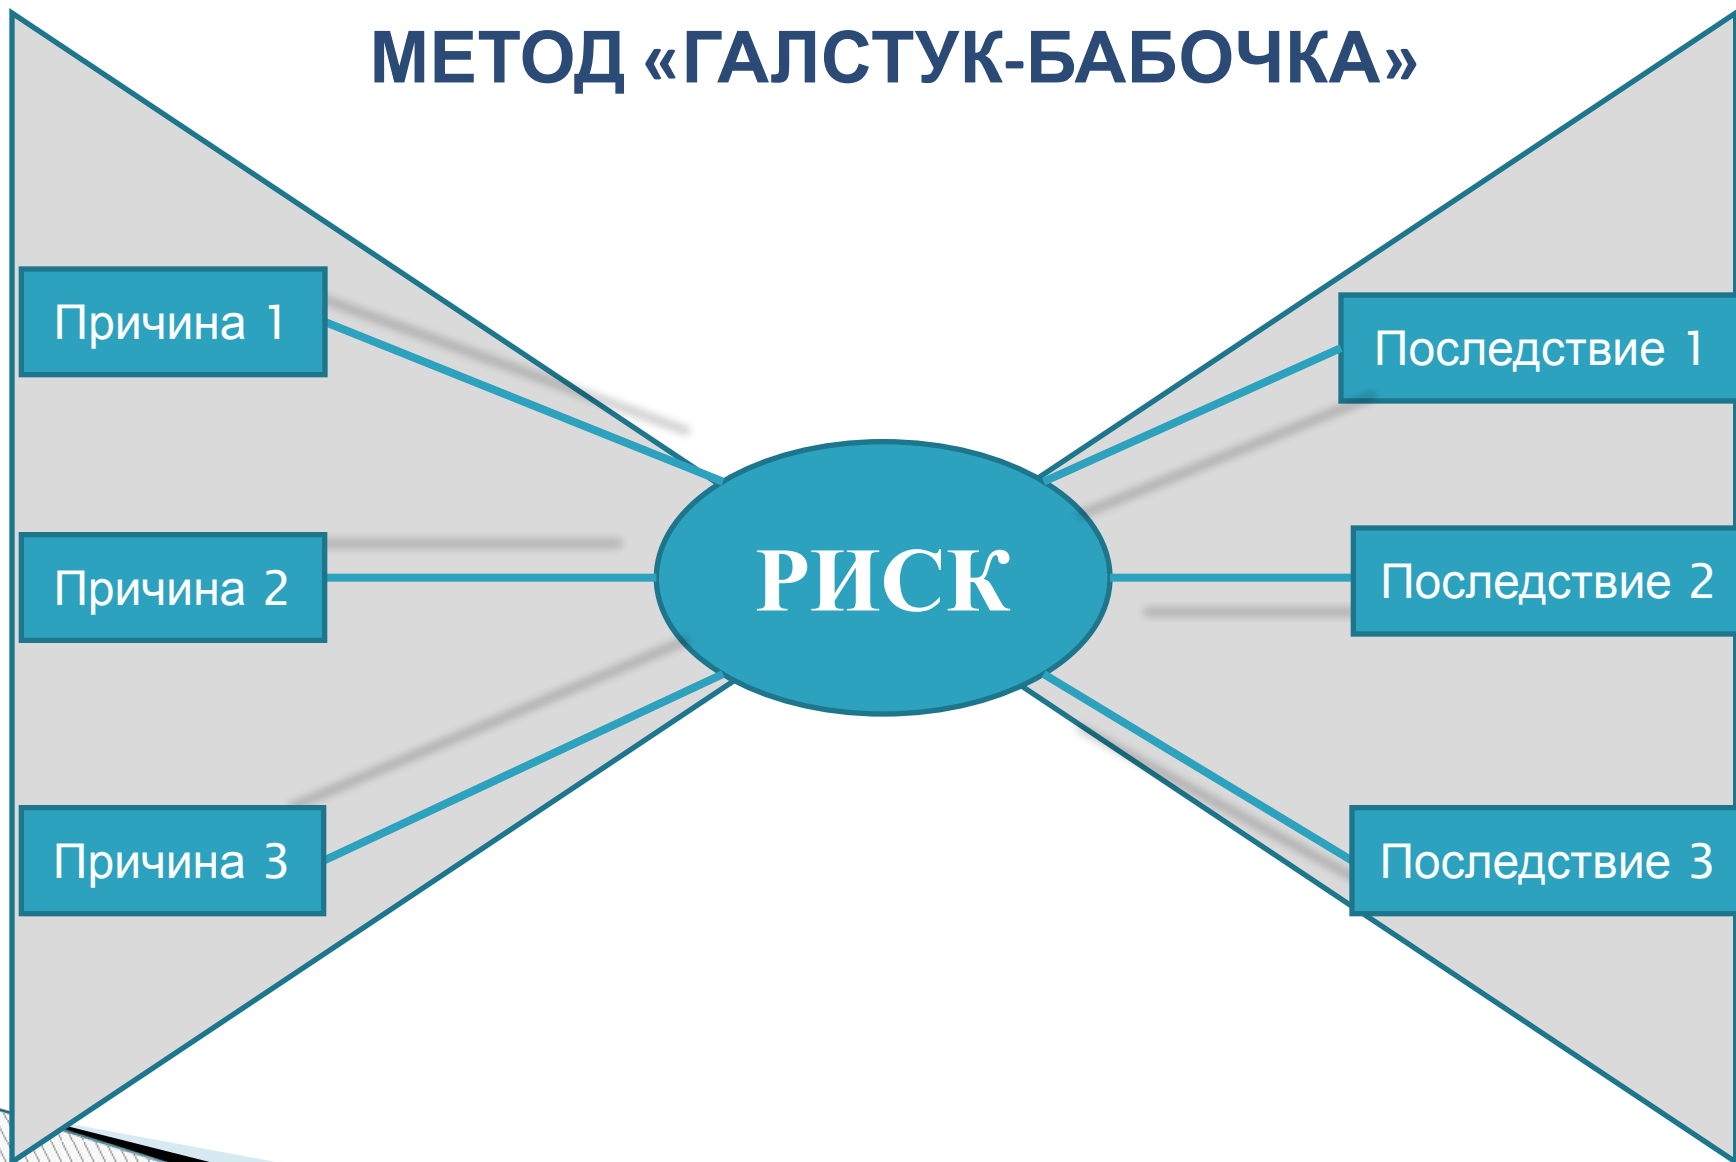 МЕТОД «ГАЛСТУК-БАБОЧКА»
Причина 1
Причина 2
Причина 3
РИСК
Последствие 1
Последствие 2
Последствие 3